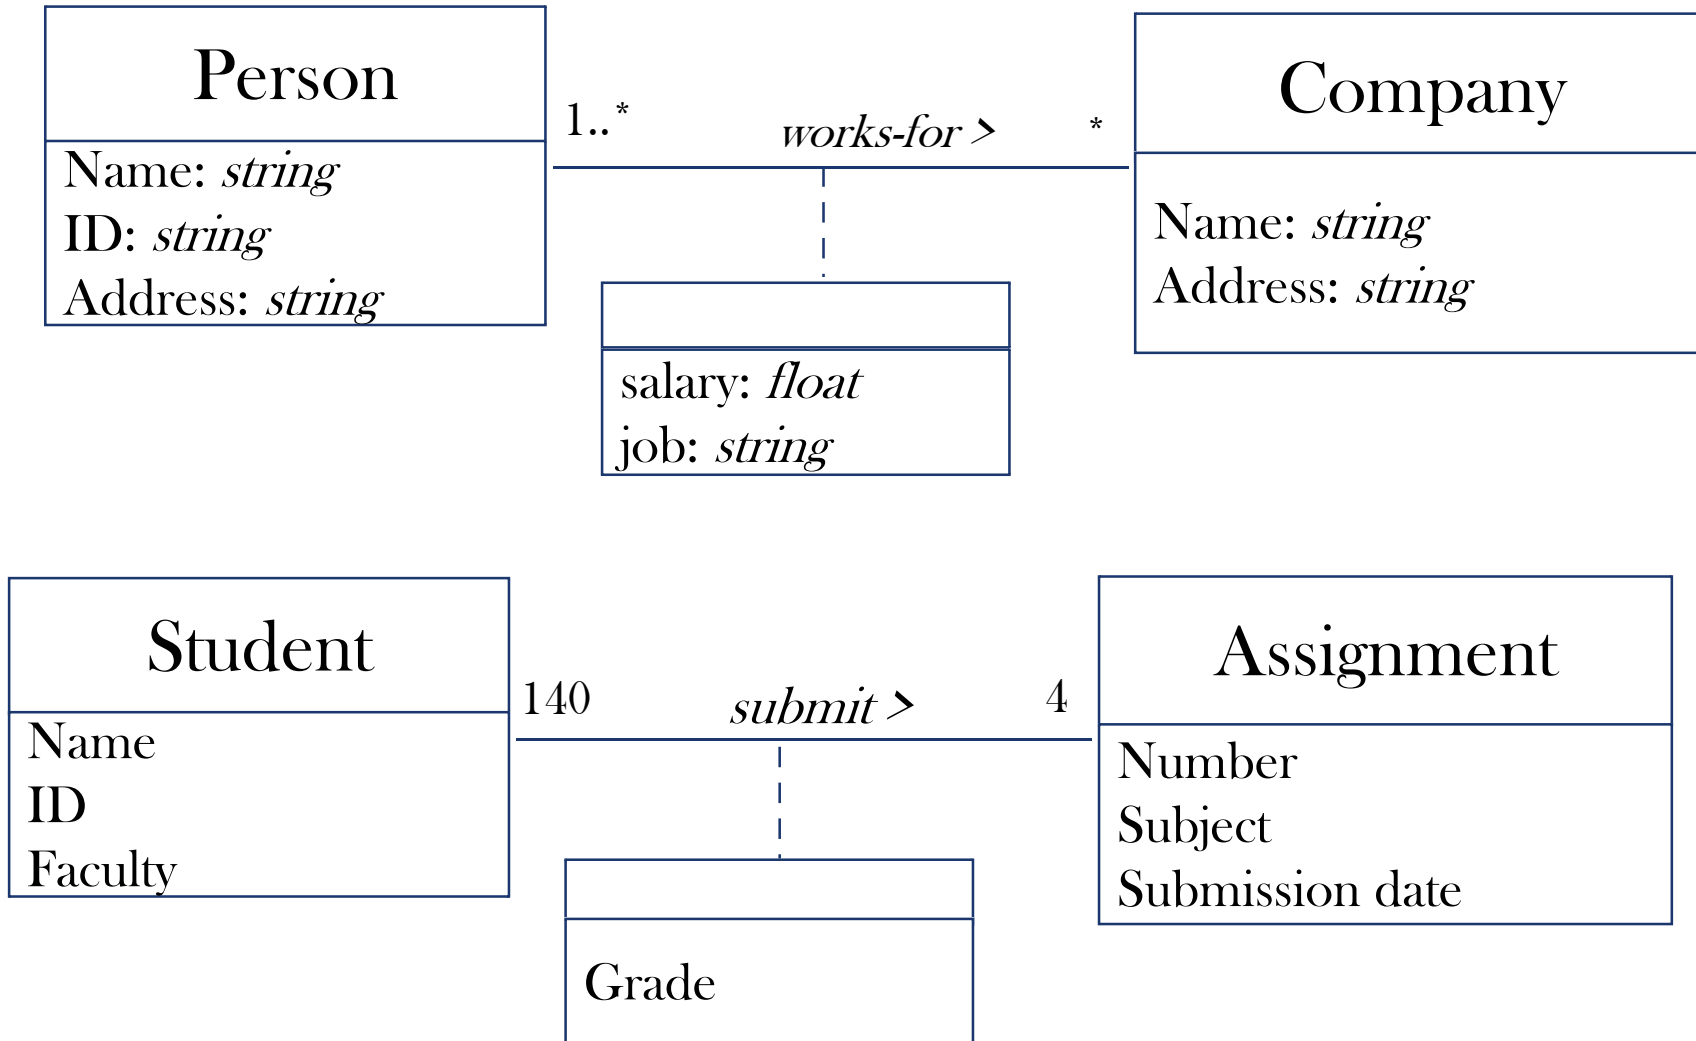 Person
Name: string
ID: string
Address: string
1..*
works-for >
*
Company
Name: string
Address: string
salary: float
job: string
Student
Name
ID
Faculty
140
submit >
4
Assignment
Number
Subject
Submission date
Grade